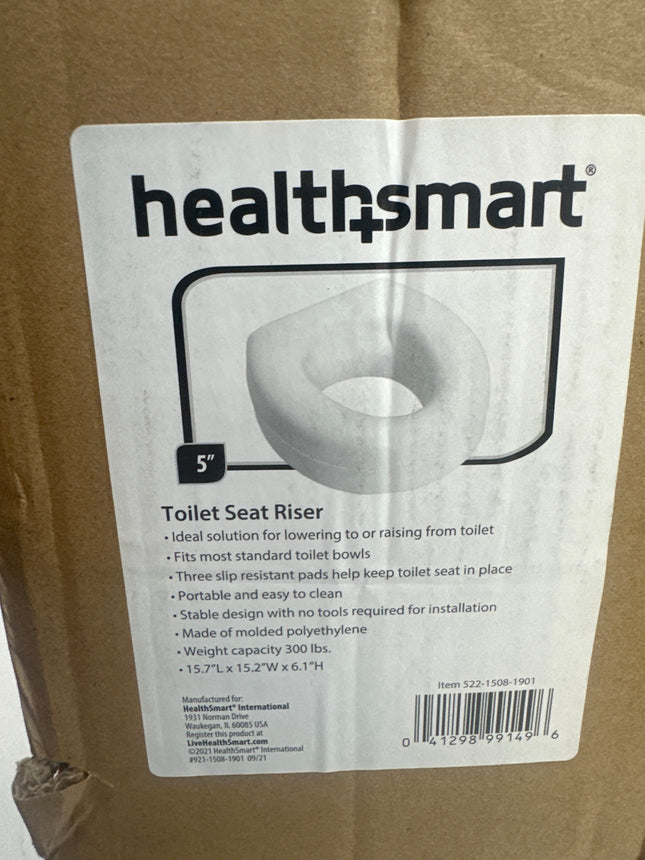 healthsmart®
5"
Toilet Seat Riser
• Ideal solution for lowering to or raising from toilet
• Fits most standard toilet bowls
• Three slip resistant pads help keep toilet seat in place
• Portable and easy to clean
• Stable design with no tools required for installation
• Made of molded polyethylene
• Weight capacity 300 lbs.
• 15.7"L x 15.2"W x 6.1"H
Manufactured for:
HealthSmart® International
1931 Norman Drive
Waukegan, IL 60085 USA
Register this product at
LiveHealthSmart.com
©2021 HealthSmart® International
#921-1508-1901 09/21
Item 522-1508-1901
0 41298 99149 6